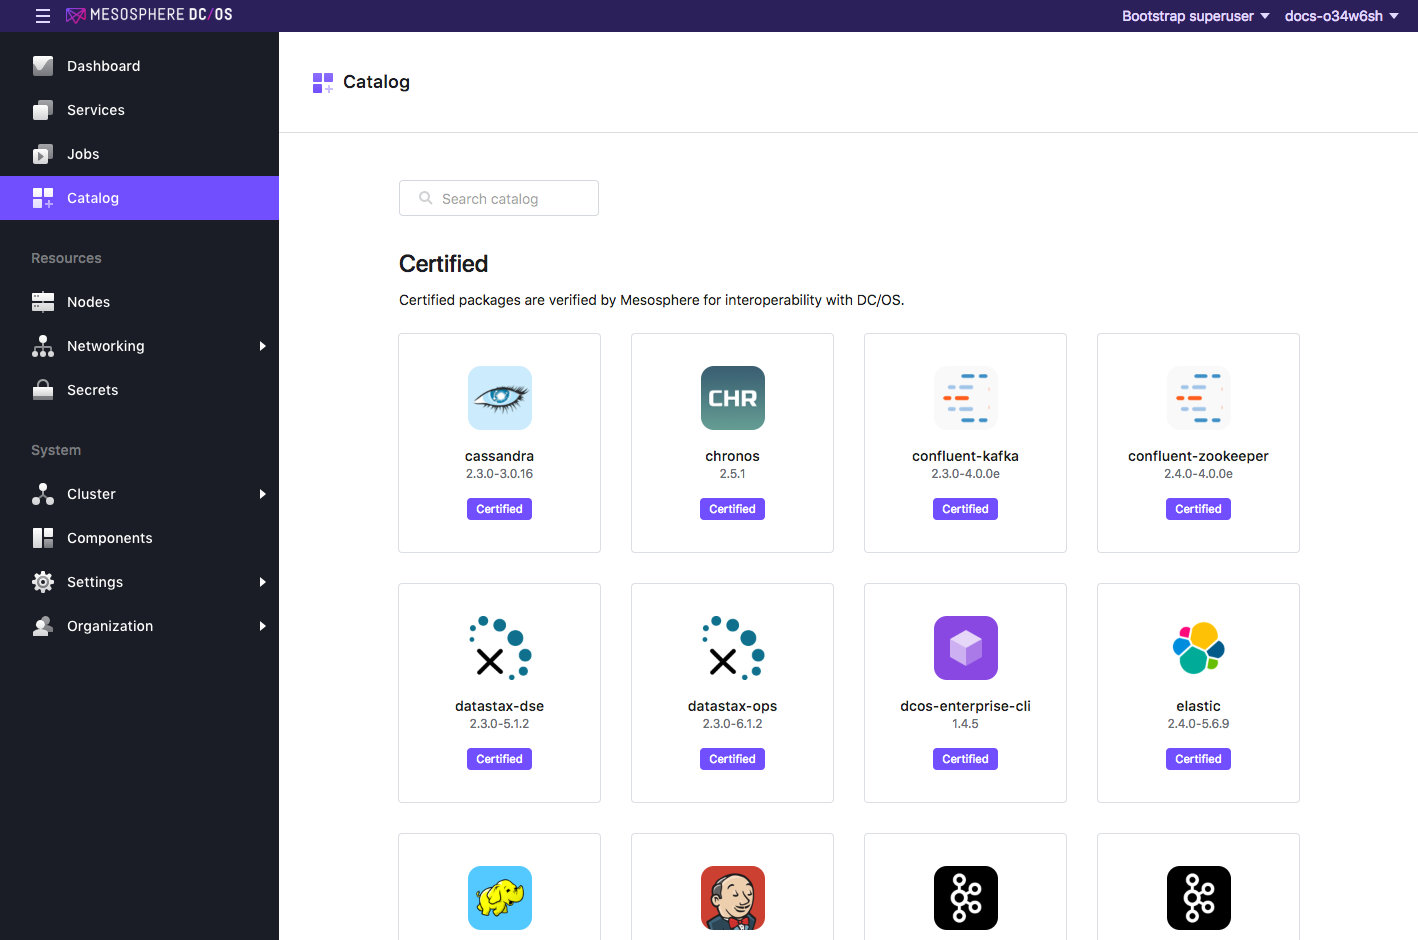 MESOSPHERE DC/OS
Bootstrap superuser
docs-o34w6sh
Dashboard
Services
Jobs
Catalog
Resources
Nodes
Networking
Secrets
System
Cluster
Components
Settings
Organization
Catalog
Search catalog
Certified
Certified packages are verified by Mesosphere for interoperability with DC/OS.
cassandra
2.3.0-3.0.16
Certified
CHR
chronos
2.5.1
Certified
confluent-kafka
2.3.0-4.0.0e
Certified
confluent-zookeeper
2.4.0-4.0.0e
Certified
datastax-dse
2.3.0-5.1.2
Certified
datastax-ops
2.3.0-6.1.2
Certified
dcos-enterprise-cli
1.4.5
Certified
elastic
2.4.0-5.6.9
Certified